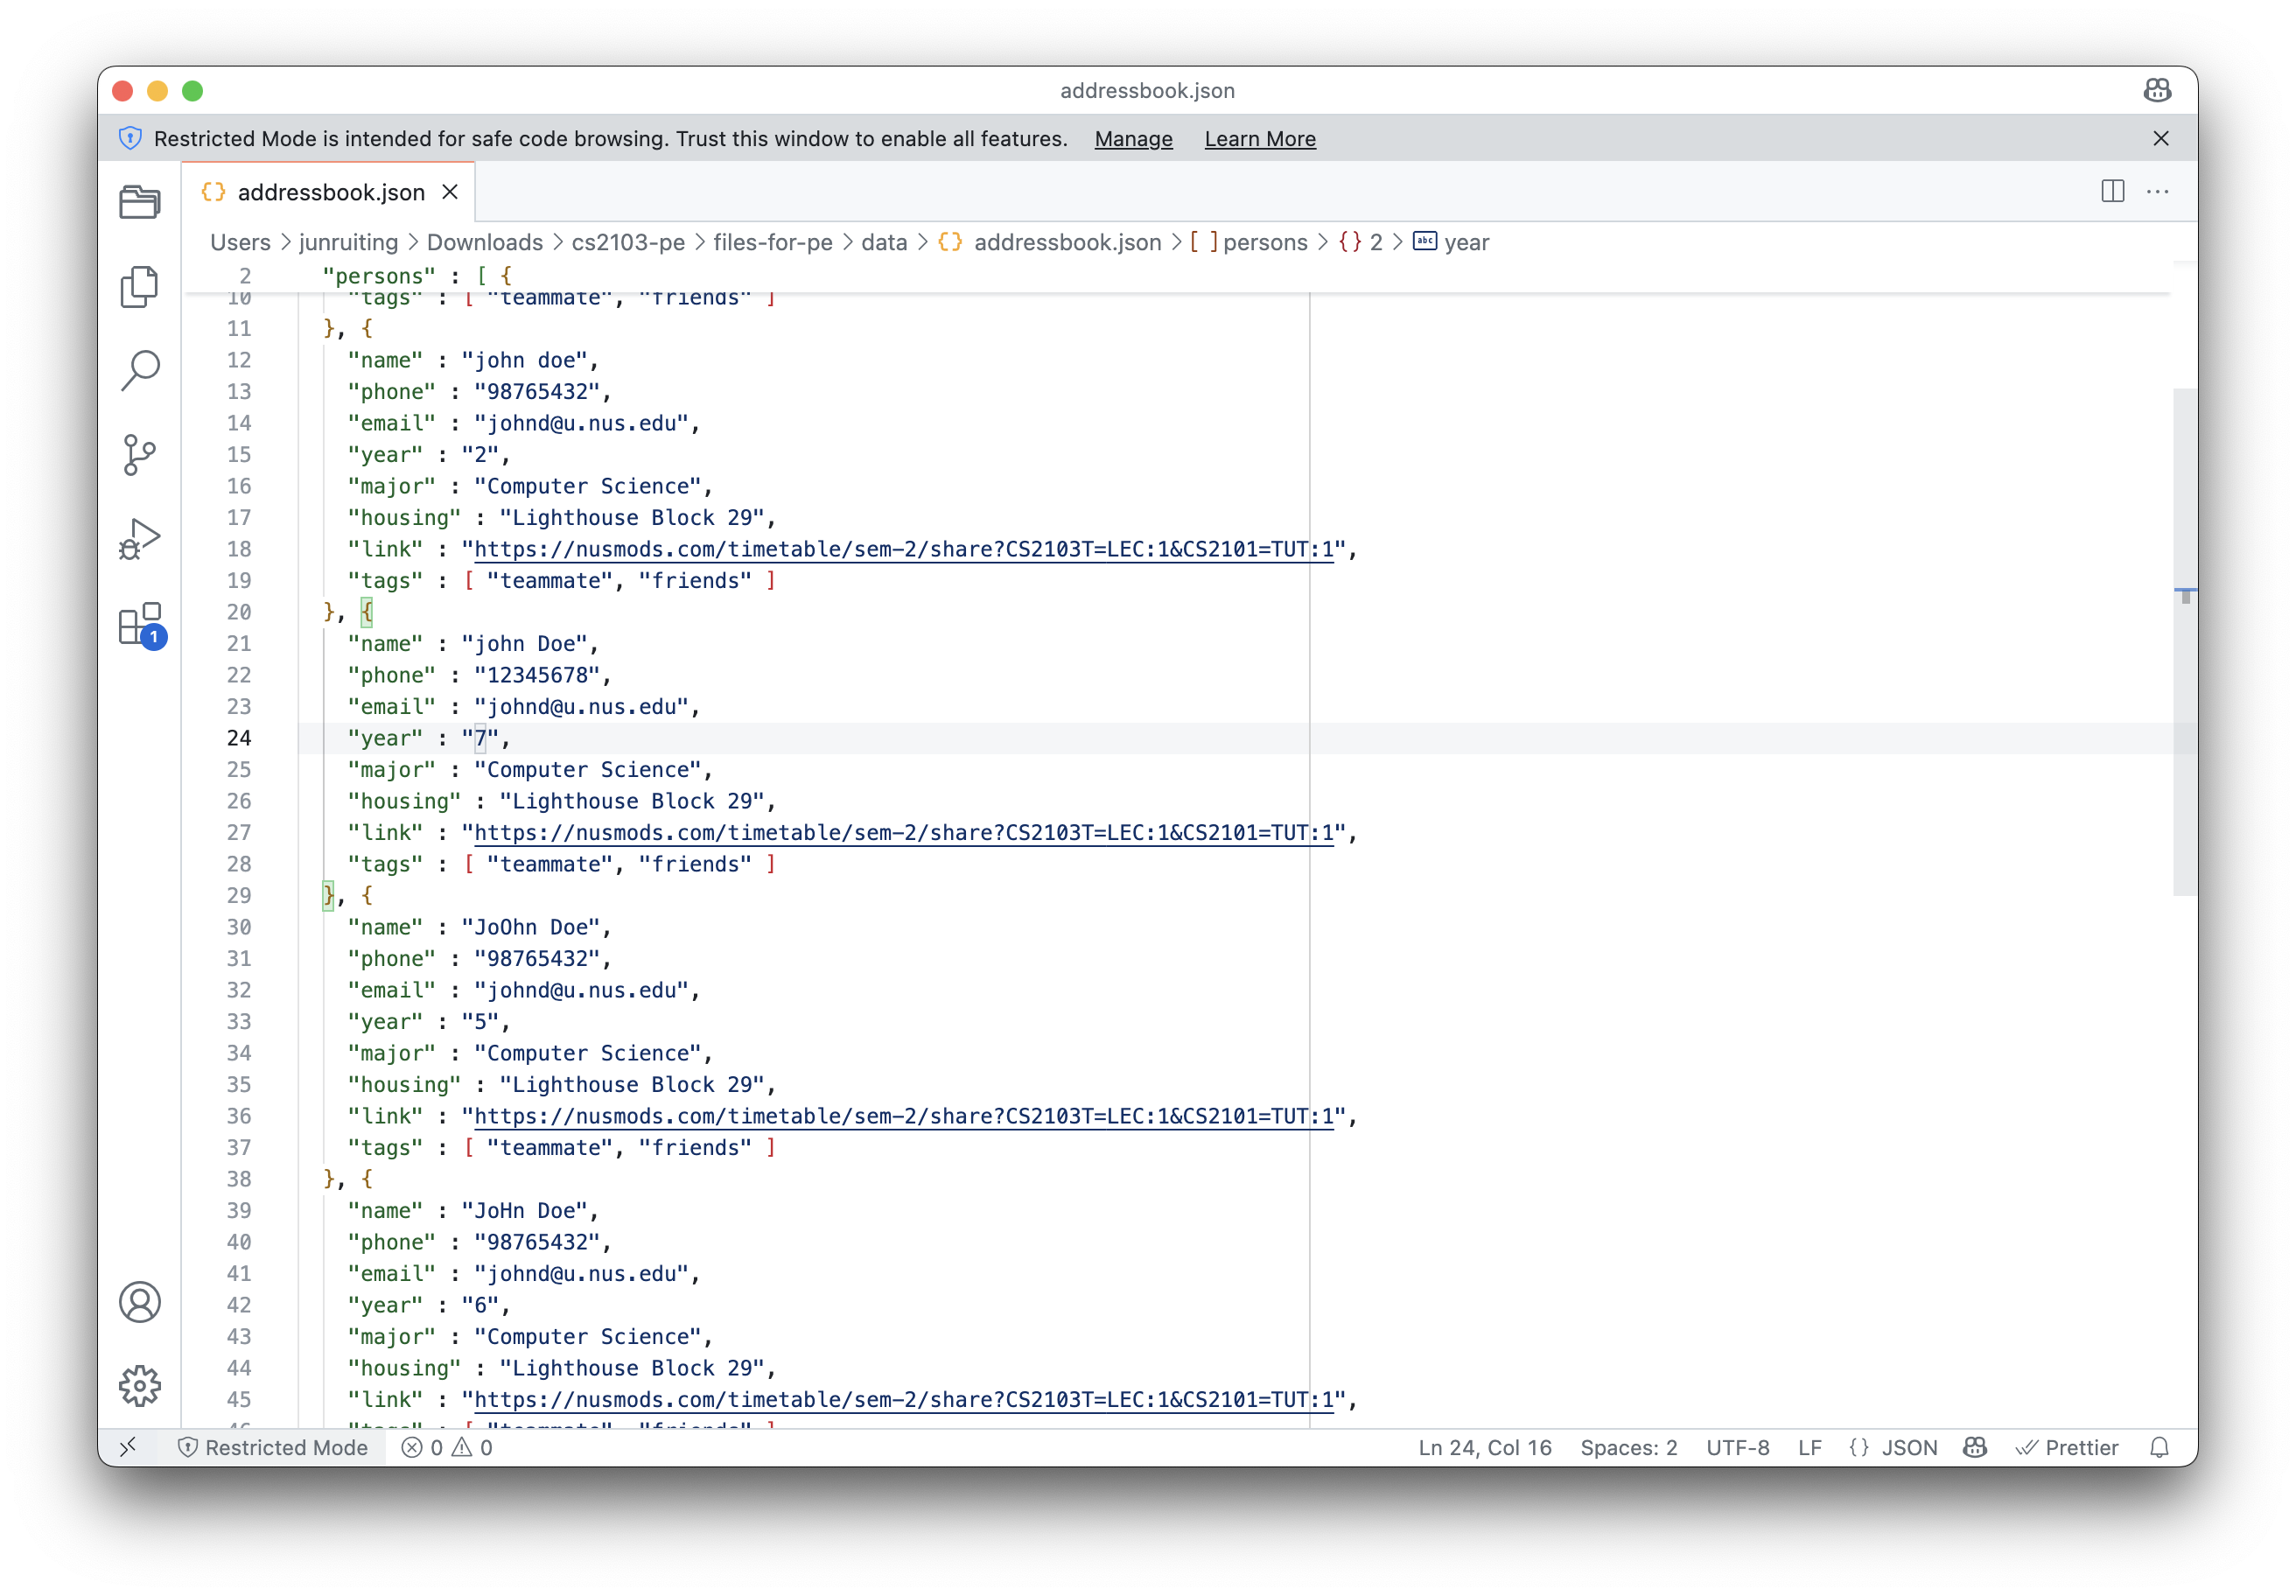 addressbook.json
Restricted Mode is intended for safe code browsing. Trust this window to enable all features. Manage Learn More
{} addressbook.json
Users > junruiting > Downloads > cs2103-pe > files-for-pe > data > {} addressbook.json > [ ] persons > {} 2 > abc year
2 "persons" : [ {
10 "tags" : [ "teammate", "friends" ]
11 }, {
12 "name" : "john doe",
13 "phone" : "98765432",
14 "email" : "johnd@u.nus.edu",
15 "year" : "2",
16 "major" : "Computer Science",
17 "housing" : "Lighthouse Block 29",
18 "link" : "https://nusmods.com/timetable/sem-2/share?CS2103T=LEC:1&CS2101=TUT:1",
19 "tags" : [ "teammate", "friends" ]
20 }, {
21 "name" : "john Doe",
22 "phone" : "12345678",
23 "email" : "johnd@u.nus.edu",
24 "year" : "7",
25 "major" : "Computer Science",
26 "housing" : "Lighthouse Block 29",
27 "link" : "https://nusmods.com/timetable/sem-2/share?CS2103T=LEC:1&CS2101=TUT:1",
28 "tags" : [ "teammate", "friends" ]
29 }, {
30 "name" : "JoOhn Doe",
31 "phone" : "98765432",
32 "email" : "johnd@u.nus.edu",
33 "year" : "5",
34 "major" : "Computer Science",
35 "housing" : "Lighthouse Block 29",
36 "link" : "https://nusmods.com/timetable/sem-2/share?CS2103T=LEC:1&CS2101=TUT:1",
37 "tags" : [ "teammate", "friends" ]
38 }, {
39 "name" : "JoHn Doe",
40 "phone" : "98765432",
41 "email" : "johnd@u.nus.edu",
42 "year" : "6",
43 "major" : "Computer Science",
44 "housing" : "Lighthouse Block 29",
45 "link" : "https://nusmods.com/timetable/sem-2/share?CS2103T=LEC:1&CS2101=TUT:1",
46 "tags" : [ "teammate", "friends" ]
1
Restricted Mode 0 0 Ln 24, Col 16 Spaces: 2 UTF-8 LF {} JSON Prettier